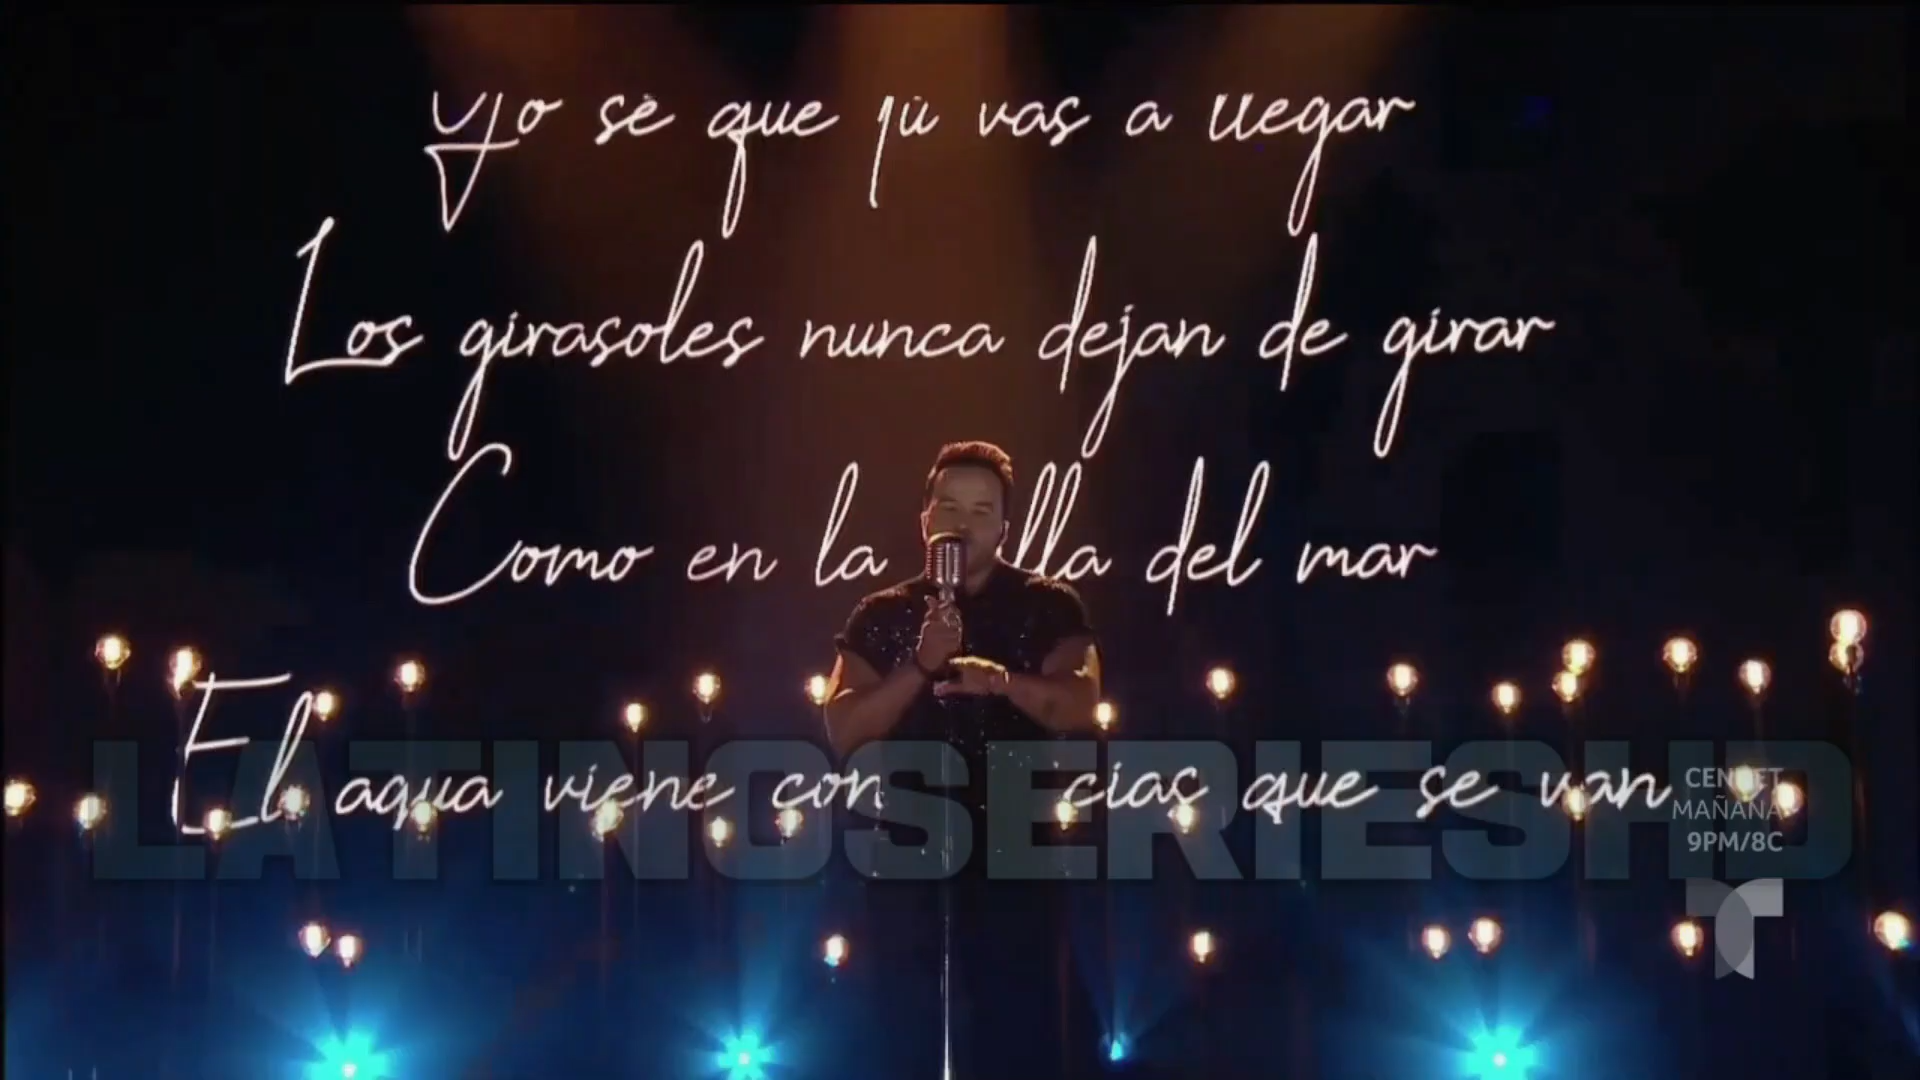 Yo sé que tú vas a llegar
Los girasoles nunca dejan de girar
Como en la lla del mar
El agua viene con cias que se van
LATINOSERIESHD
CENNET
MAÑANA
9PM/8C